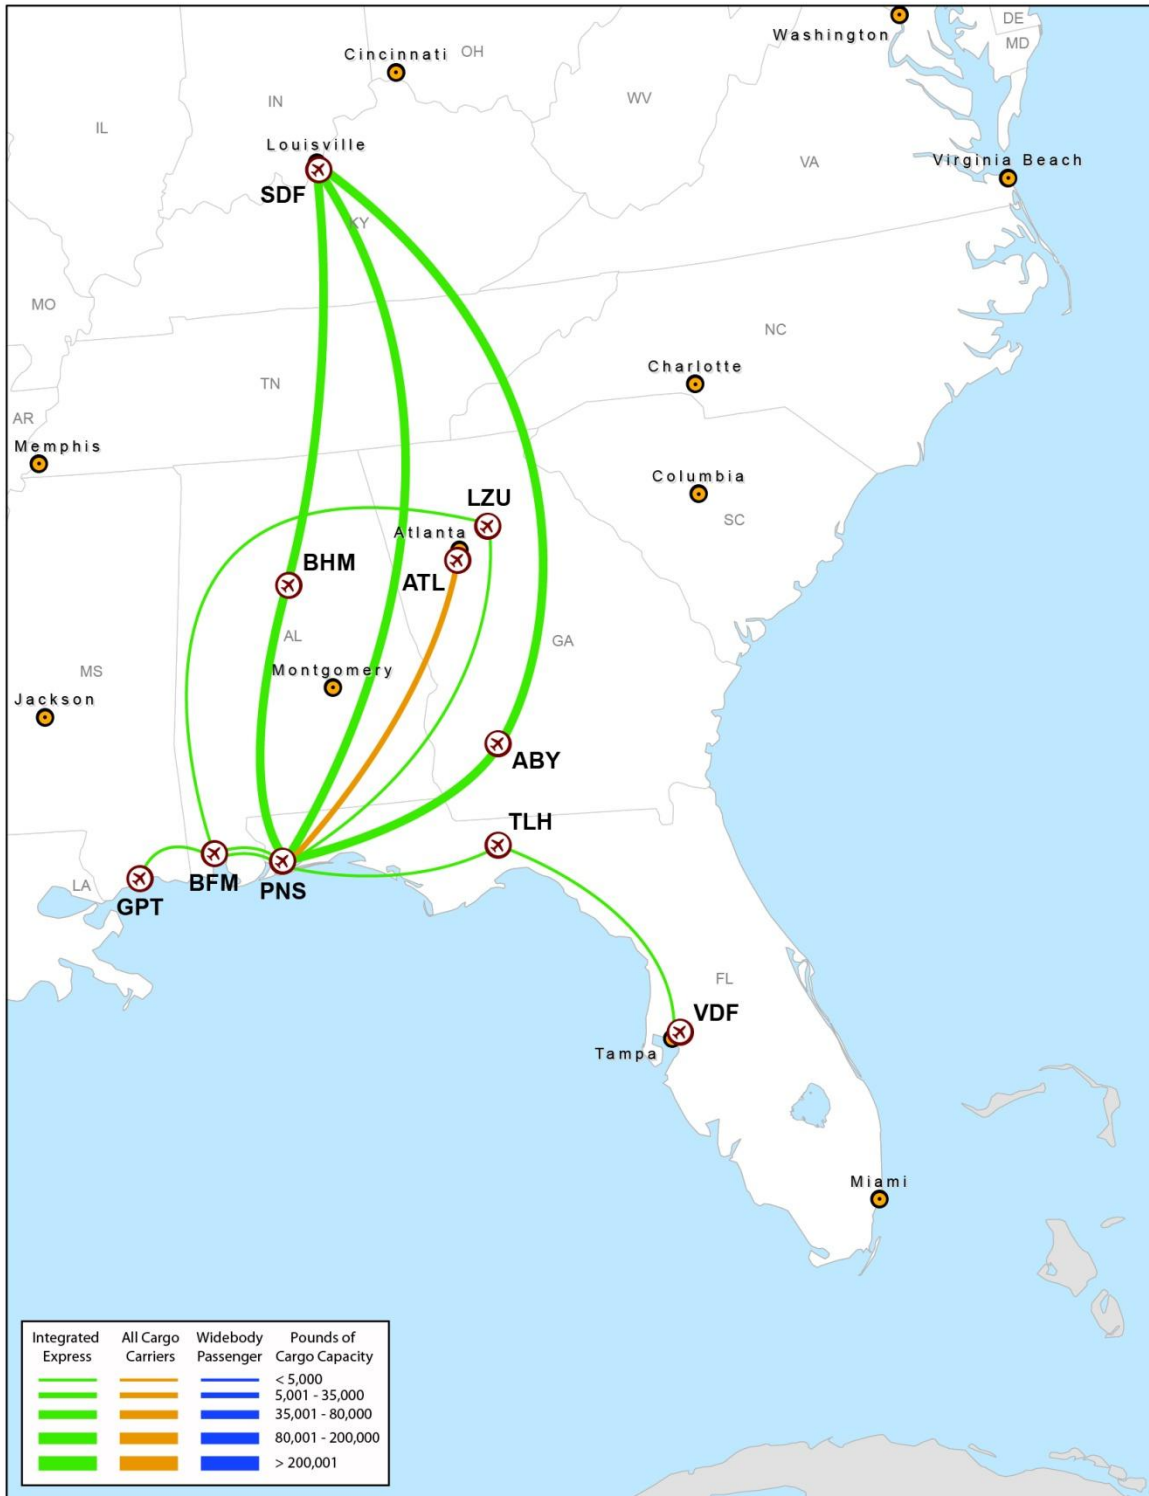 Washington
DE
MD
Cincinnati
OH
IN
WV
IL
Louisville
VA
Virginia Beach
SDF
KY
MO
NC
TN
Charlotte
AR
Memphis
Columbia
LZU
SC
Atlanta
BHM
ATL
AL
GA
MS
Montgomery
Jackson
ABY
TLH
LA
GPT
BFM
PNS
FL
VDF
Tampa
Miami
Integrated Express
All Cargo Carriers
Widebody Passenger
Pounds of Cargo Capacity
< 5,000
5,001 - 35,000
35,001 - 80,000
80,001 - 200,000
> 200,001